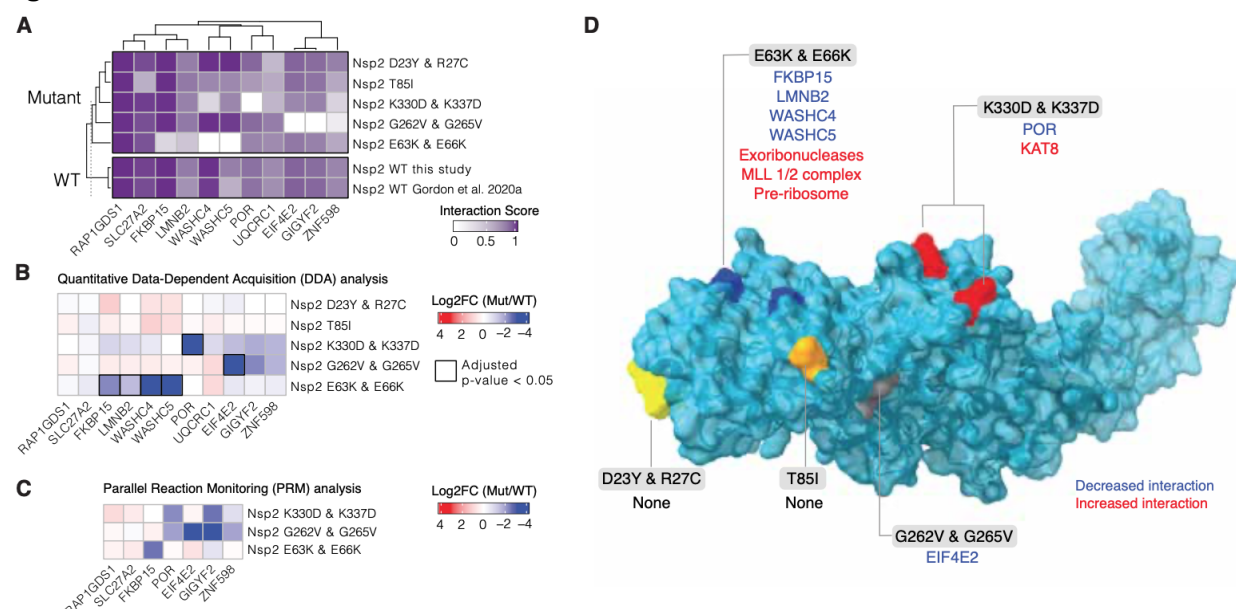 A
Nsp2 D23Y & R27C
Nsp2 T85I
Mutant
Nsp2 K330D & K337D
Nsp2 G262V & G265V
Nsp2 E63K & E66K
WT
Nsp2 WT this study
Nsp2 WT Gordon et al. 2020a
RAP1GDS1
SLC27A2
FKBP15
LMNB2
WASHC4
WASHC5
POR
UQCRC1
EIF4E2
GIGYF2
ZNF598
Interaction Score
0 0.5 1
B
Quantitative Data-Dependent Acquisition (DDA) analysis
Nsp2 D23Y & R27C
Nsp2 T85I
Nsp2 K330D & K337D
Nsp2 G262V & G265V
Nsp2 E63K & E66K
RAP1GDS1
SLC27A2
FKBP15
LMNB2
WASHC4
WASHC5
POR
UQCRC1
EIF4E2
GIGYF2
ZNF598
Log2FC (Mut/WT)
4 2 0 −2 −4
Adjusted
p-value < 0.05
C
Parallel Reaction Monitoring (PRM) analysis
Nsp2 K330D & K337D
Nsp2 G262V & G265V
Nsp2 E63K & E66K
RAP1GDS1
SLC27A2
FKBP15
POR
EIF4E2
GIGYF2
ZNF598
Log2FC (Mut/WT)
4 2 0 −2 −4
D
E63K & E66K
FKBP15
LMNB2
WASHC4
WASHC5
Exoribonucleases
MLL 1/2 complex
Pre-ribosome
K330D & K337D
POR
KAT8
D23Y & R27C
None
T85I
None
G262V & G265V
EIF4E2
Decreased interaction
Increased interaction